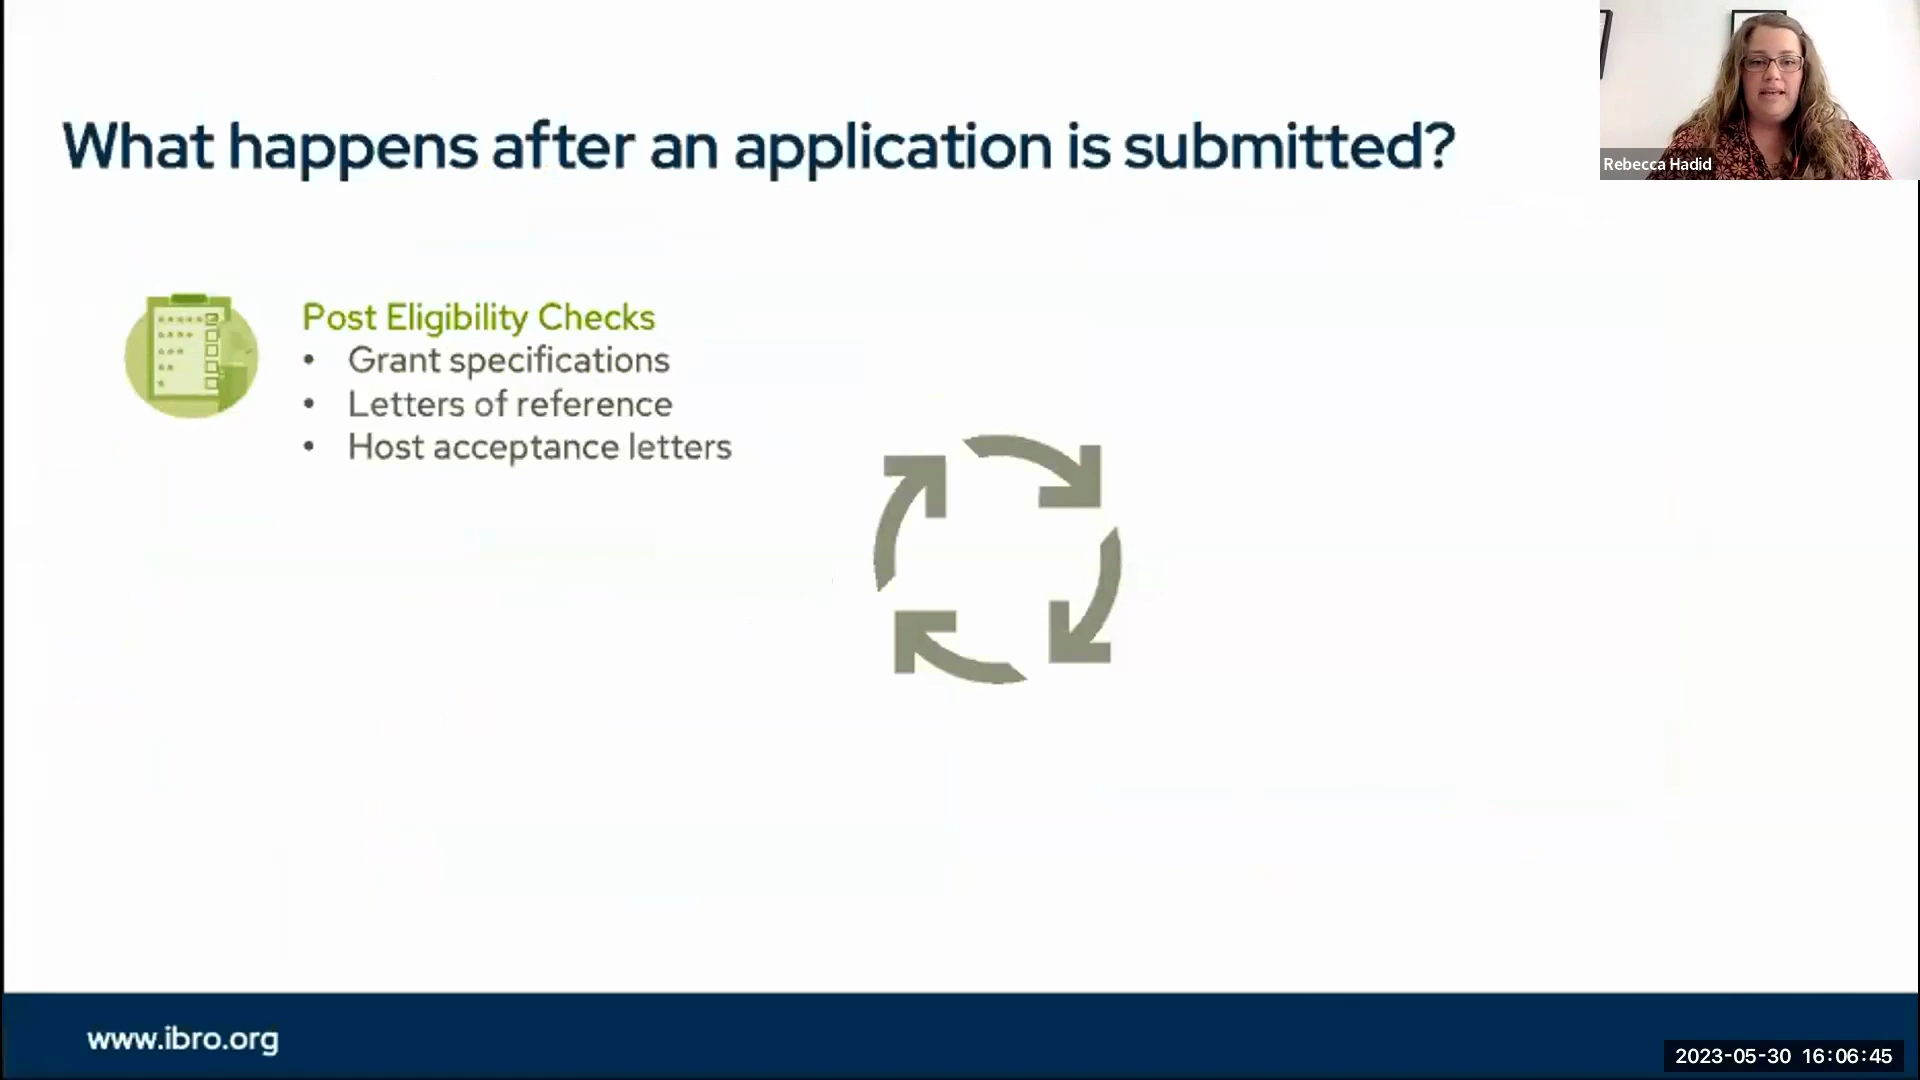 What happens after an application is submitted?
Rebecca Hadid
Post Eligibility Checks
• Grant specifications
• Letters of reference
• Host acceptance letters
www.ibro.org
2023-05-30 16:06:45